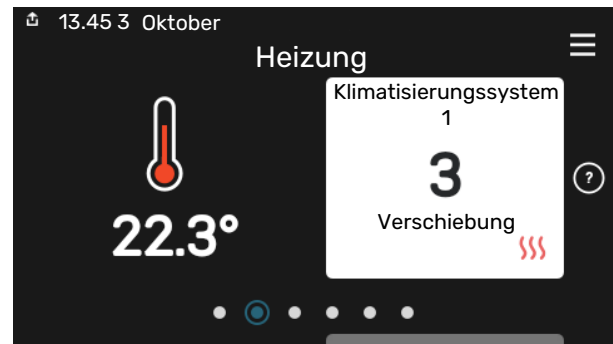 13.45 3 Oktober
Heizung
Klimatisierungssystem
1
3
Verschiebung
22.3°
?